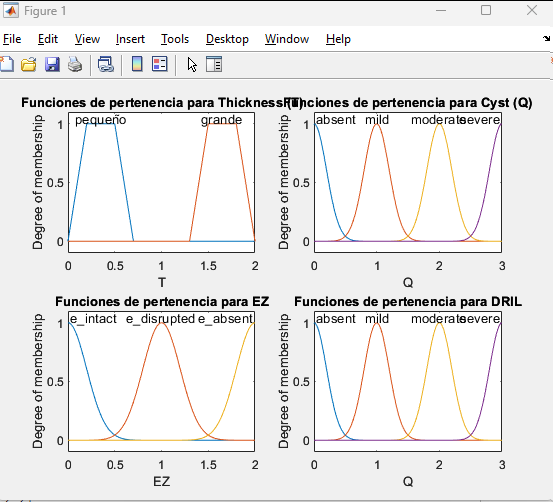 Figure 1
File Edit View Insert Tools Desktop Window Help
Funciones de pertenencia para Thickness (T)
pequeño grande
Degree of membership
1
0.5
0
0 0.5 1 1.5 2
T
Funciones de pertenencia para Cyst (Q)
absent mild moderate severe
Degree of membership
1
0.5
0
0 1 2 3
Q
Funciones de pertenencia para EZ
e_intact e_disrupted e_absent
Degree of membership
1
0.5
0
0 0.5 1 1.5 2
EZ
Funciones de pertenencia para DRIL
absent mild moderate severe
Degree of membership
1
0.5
0
0 1 2 3
Q